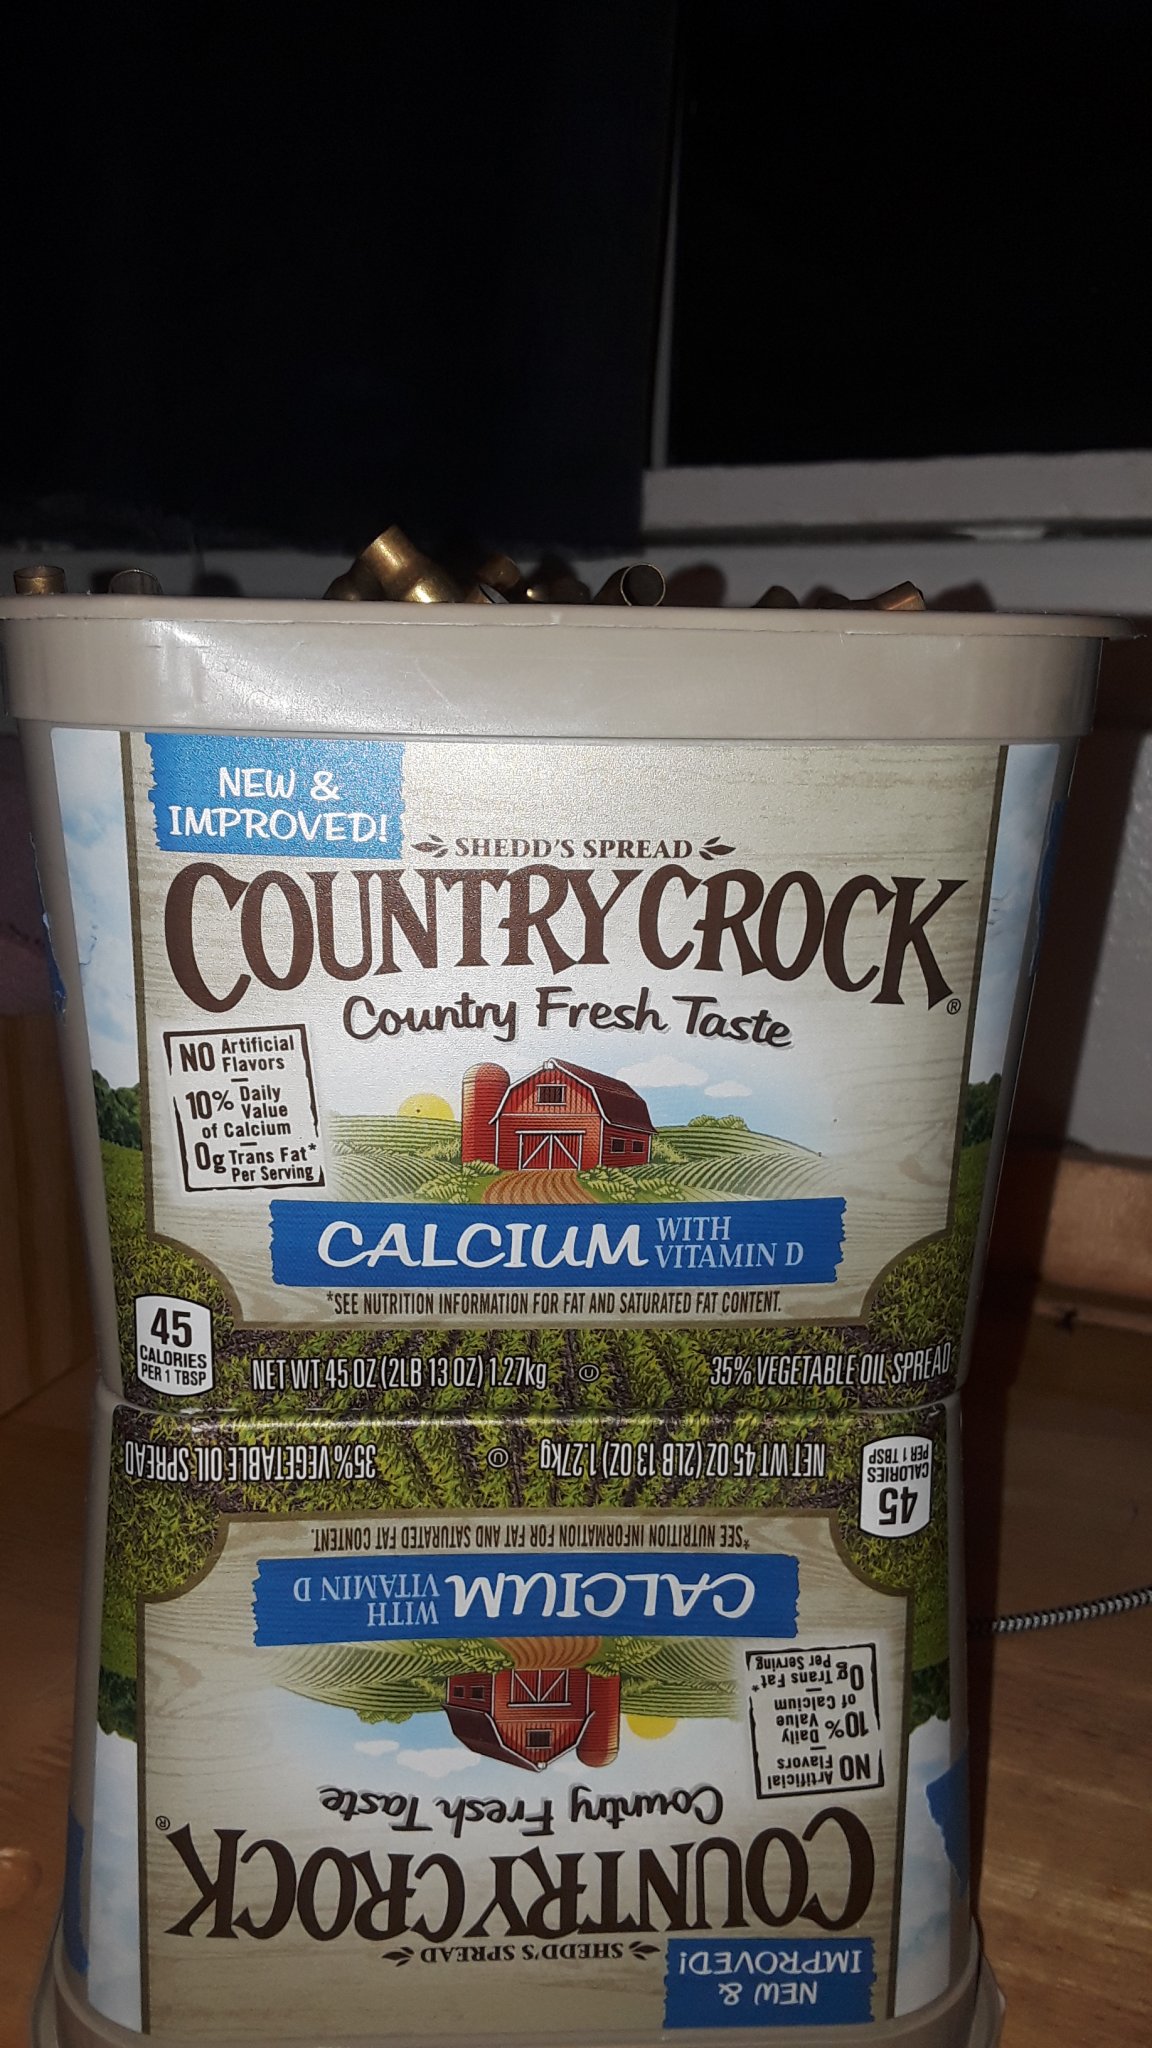 NEW &
IMPROVED!
SHEDD'S SPREAD
COUNTRY CROCK®
Country Fresh Taste
NO Artificial
Flavors
10% Daily
Value
of Calcium
0g Trans Fat*
Per Serving
CALCIUM WITH
VITAMIN D
*SEE NUTRITION INFORMATION FOR FAT AND SATURATED FAT CONTENT.
45
CALORIES
PER 1 TBSP
NET WT 45 OZ (2LB 13 OZ) 1.27kg
U
35% VEGETABLE OIL SPREAD
45
CALORIES
PER 1 TBSP
NET WT 45 OZ (2LB 13 OZ) 1.27kg
U
35% VEGETABLE OIL SPREAD
*SEE NUTRITION INFORMATION FOR FAT AND SATURATED FAT CONTENT.
CALCIUM WITH
VITAMIN D
NO Artificial
Flavors
10% Daily
Value
of Calcium
0g Trans Fat*
Per Serving
Country Fresh Taste
COUNTRY CROCK®
SHEDD'S SPREAD
NEW &
IMPROVED!